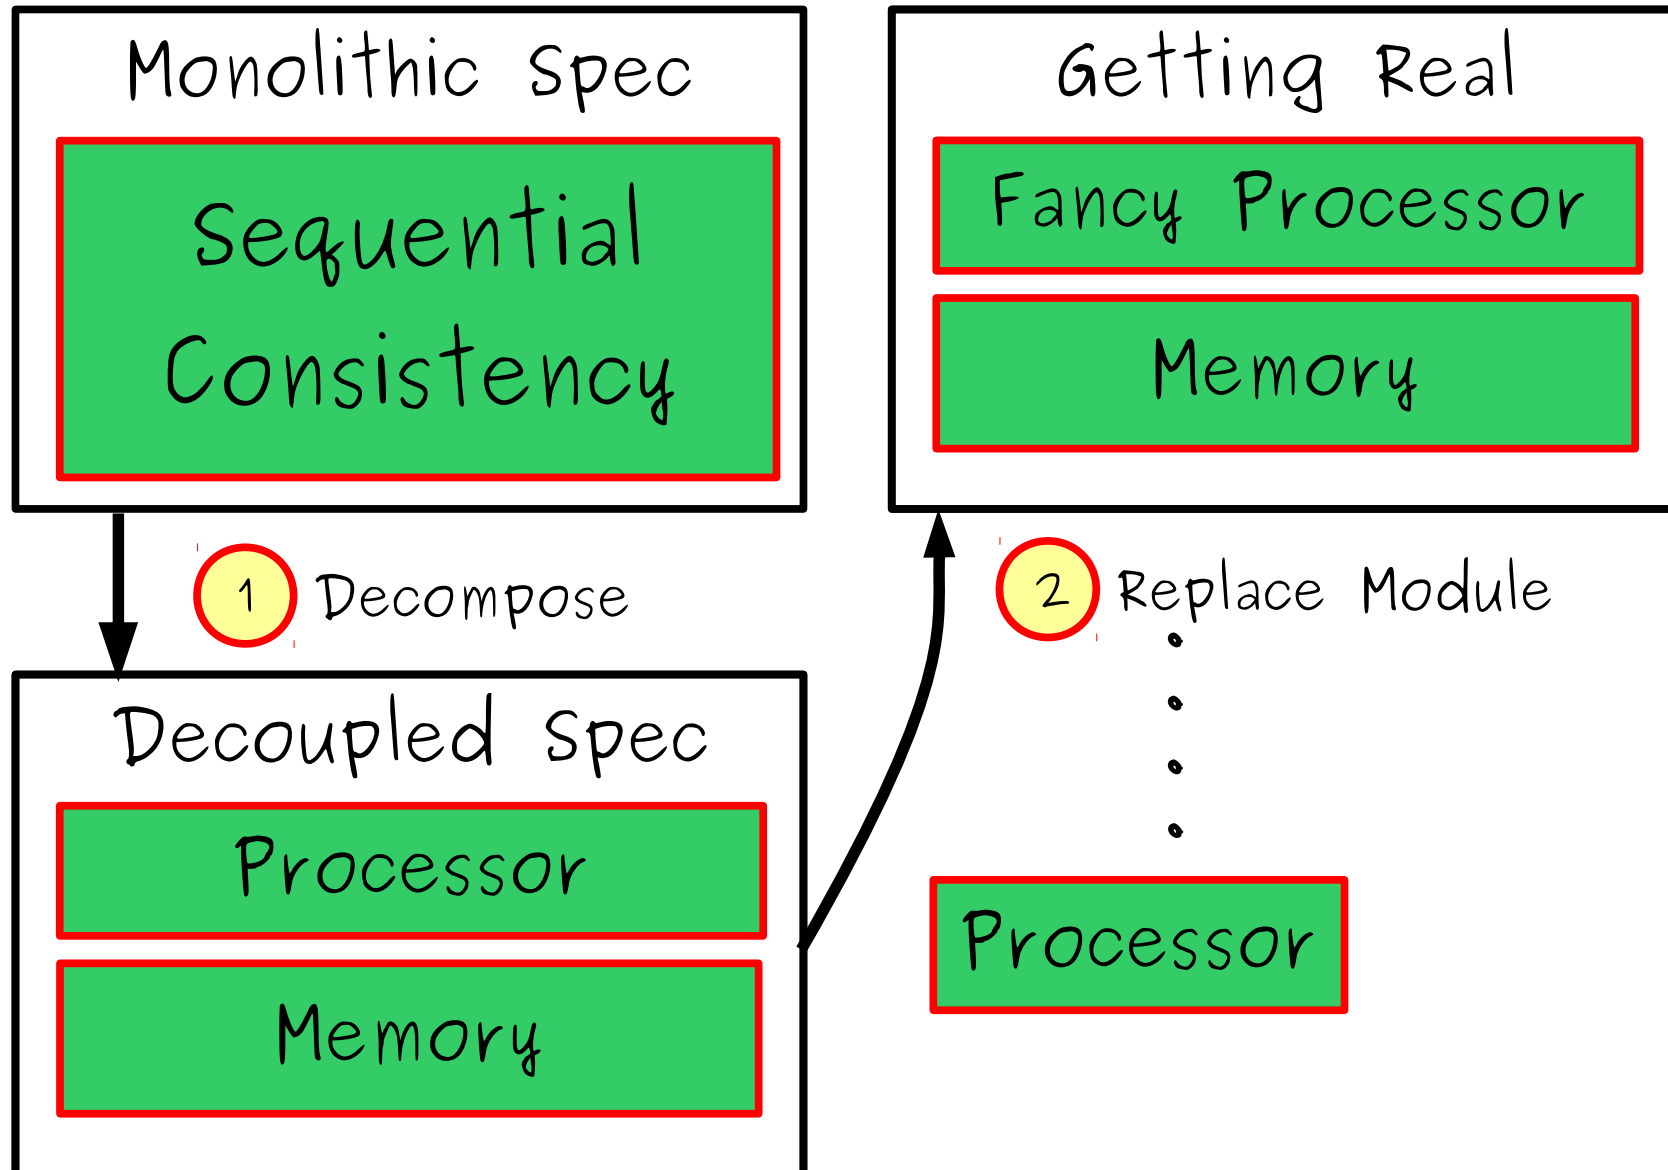 Monolithic Spec
Sequential
Consistency
1 Decompose
Decoupled Spec
Processor
Memory
Getting Real
Fancy Processor
Memory
2 Replace Module
Processor